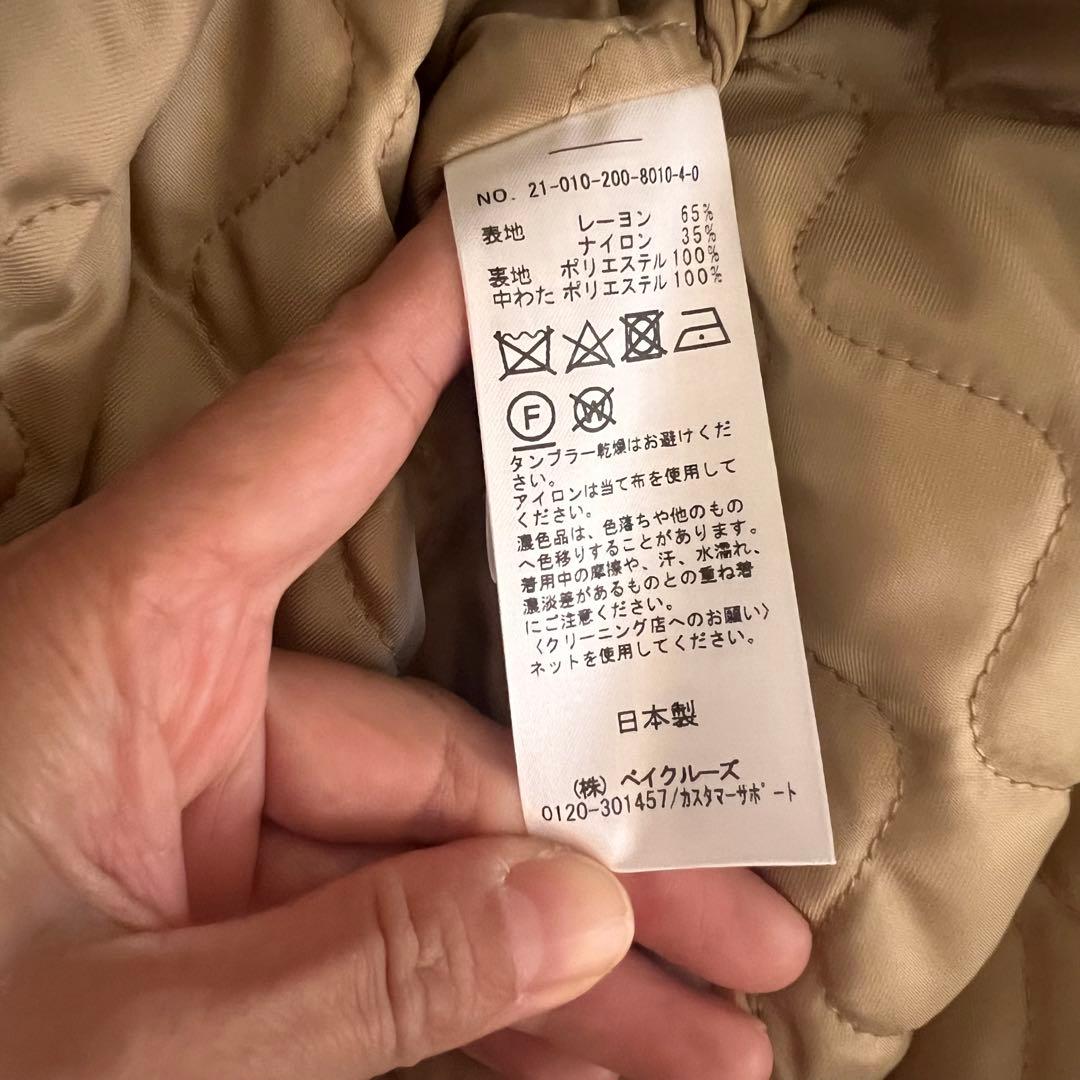 NO. 21-010-200-8010-4-0
表地 レーヨン 65%
ナイロン 35%
裏地 ポリエステル 100%
中わた ポリエステル 100%
F W
タンブラー乾燥はお避けくだ
さい。
アイロンは当て布を使用して
ください。
濃色品は、色落ちや他のもの
へ色移りすることがあります。
着用中の摩擦や、汗、水濡れ、
濃淡差があるものとの重ね着
にご注意ください。
〈クリーニング店へのお願い〉
ネットを使用してください。
日本製
(株) ベイクルーズ
0120-301457/カスタマーサポート